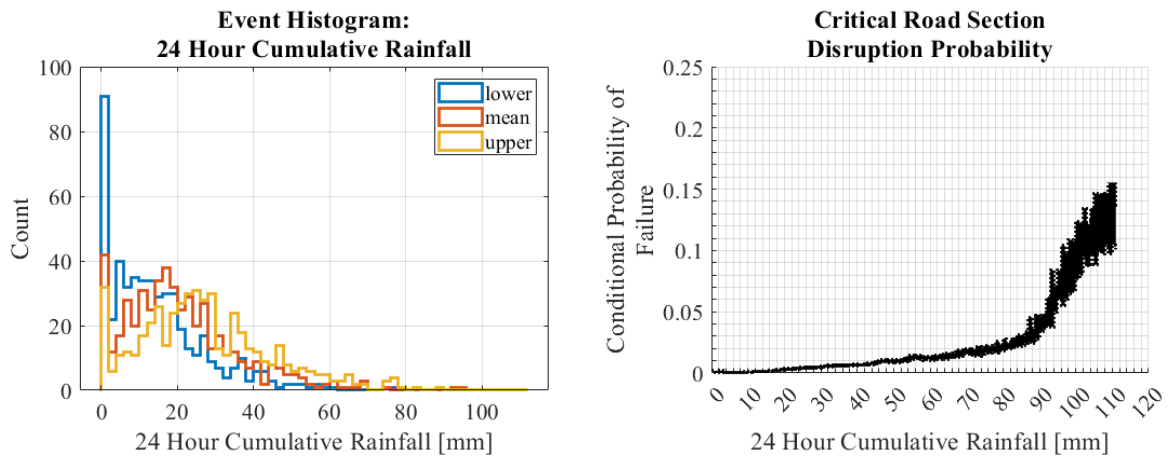 Event Histogram:
24 Hour Cumulative Rainfall
100
80
60
40
20
0
Count
lower
mean
upper
0 20 40 60 80 100
24 Hour Cumulative Rainfall [mm]
Critical Road Section
Disruption Probability
0.25
0.2
0.15
0.1
0.05
0
Conditional Probability of
Failure
0 10 20 30 40 50 60 70 80 90 100 110 120
24 Hour Cumulative Rainfall [mm]